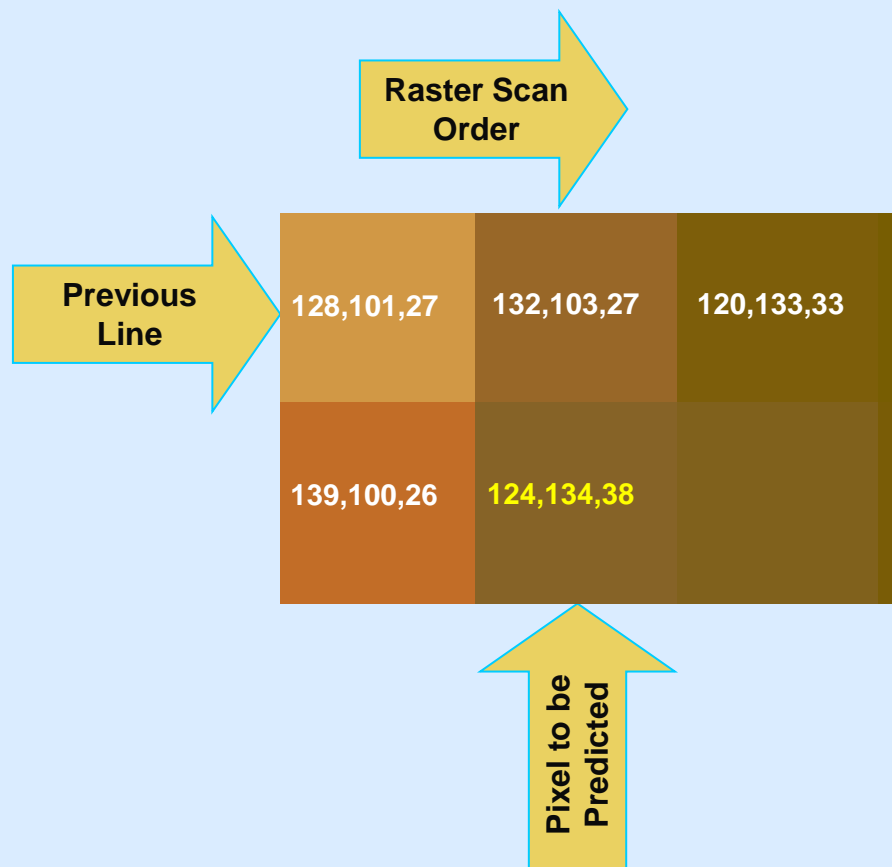 Raster Scan
Order
Previous
Line
128,101,27
132,103,27
120,133,33
139,100,26
124,134,38
Pixel to be
Predicted